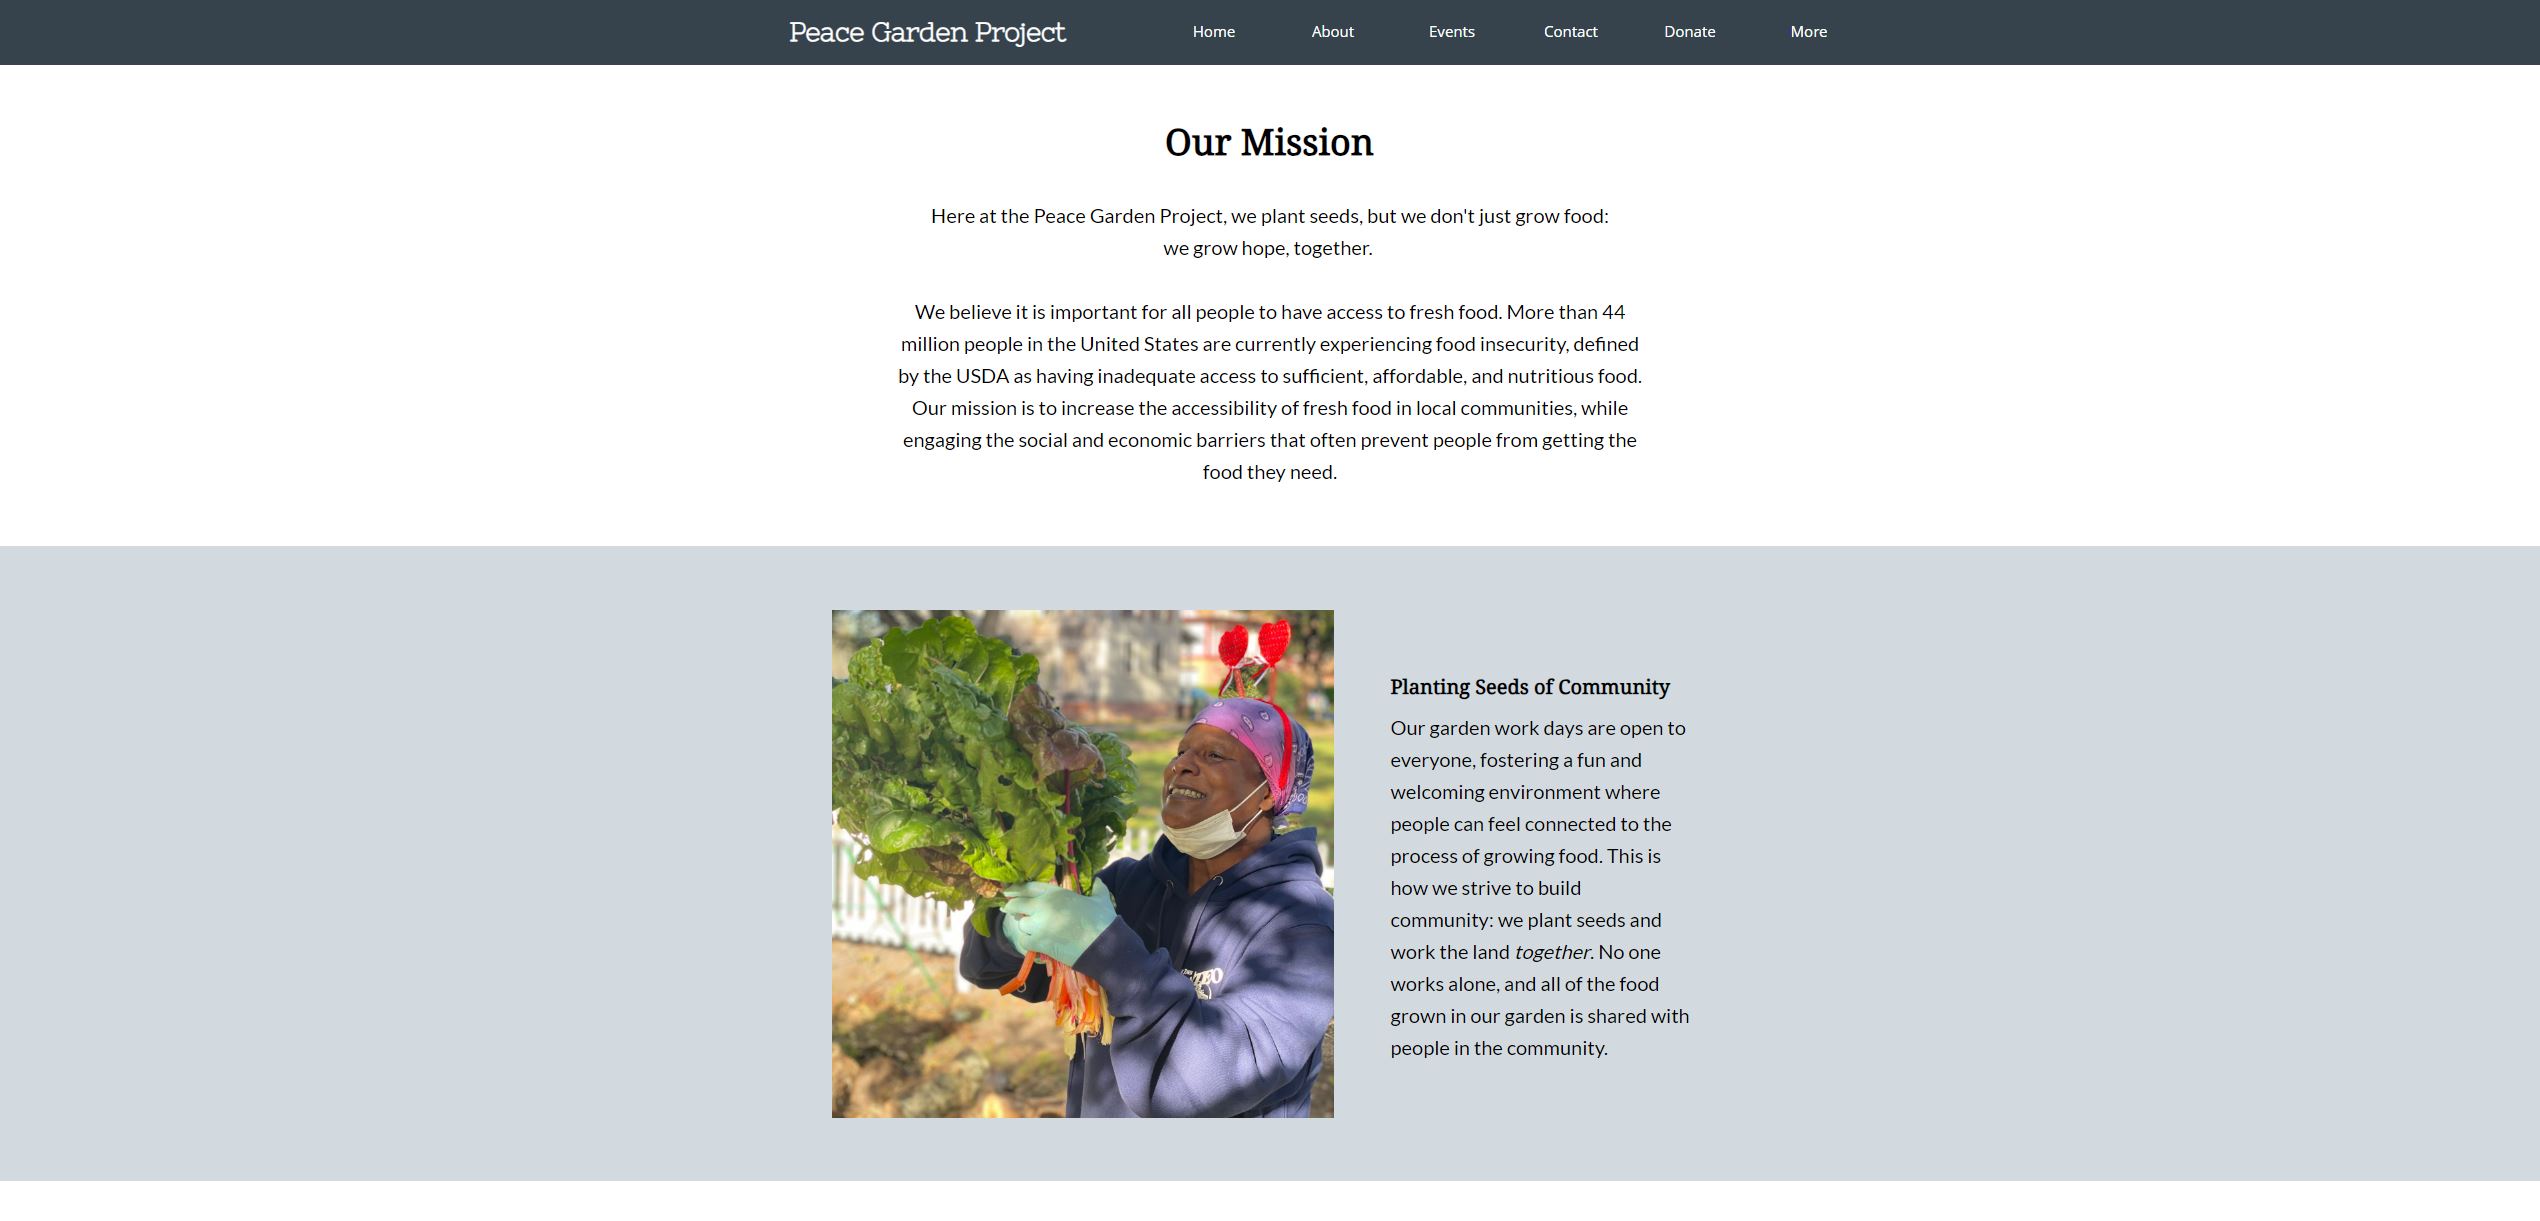 Peace Garden Project
Home
About
Events
Contact
Donate
More
Our Mission
Here at the Peace Garden Project, we plant seeds, but we don't just grow food:
we grow hope, together.
We believe it is important for all people to have access to fresh food. More than 44
million people in the United States are currently experiencing food insecurity, defined
by the USDA as having inadequate access to sufficient, affordable, and nutritious food.
Our mission is to increase the accessibility of fresh food in local communities, while
engaging the social and economic barriers that often prevent people from getting the
food they need.
Planting Seeds of Community
Our garden work days are open to
everyone, fostering a fun and
welcoming environment where
people can feel connected to the
process of growing food. This is
how we strive to build
community: we plant seeds and
work the land together. No one
works alone, and all of the food
grown in our garden is shared with
people in the community.